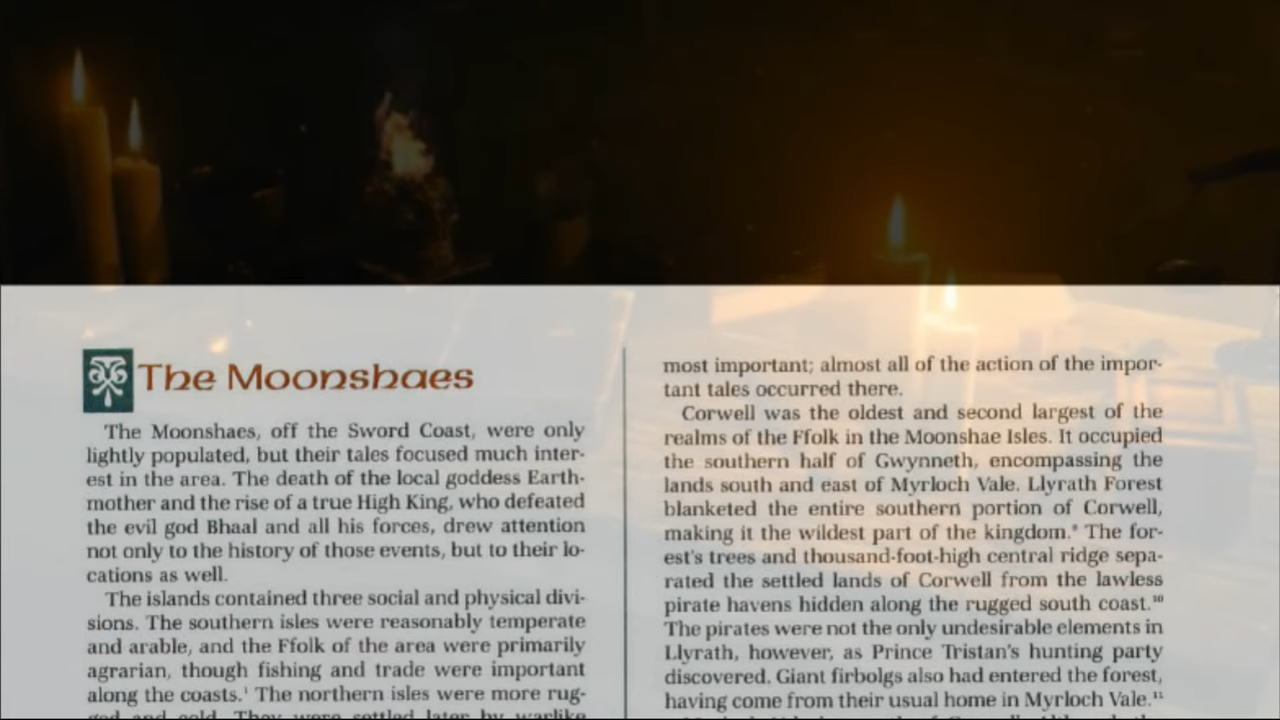 The Moonshaes
The Moonshaes, off the Sword Coast, were only
lightly populated, but their tales focused much inter-
est in the area. The death of the local goddess Earth-
mother and the rise of a true High King, who defeated
the evil god Bhaal and all his forces, drew attention
not only to the history of those events, but to their lo-
cations as well.
The islands contained three social and physical divi-
sions. The southern isles were reasonably temperate
and arable, and the Ffolk of the area were primarily
agrarian, though fishing and trade were important
along the coasts.¹ The northern isles were more rug-
ged and cold. They were settled later by warlike
most important; almost all of the action of the impor-
tant tales occurred there.
Corwell was the oldest and second largest of the
realms of the Ffolk in the Moonshae Isles. It occupied
the southern half of Gwynneth, encompassing the
lands south and east of Myrloch Vale. Llyrath Forest
blanketed the entire southern portion of Corwell,
making it the wildest part of the kingdom.⁹ The for-
est's trees and thousand-foot-high central ridge sepa-
rated the settled lands of Corwell from the lawless
pirate havens hidden along the rugged south coast.¹⁰
The pirates were not the only undesirable elements in
Llyrath, however, as Prince Tristan's hunting party
discovered. Giant firbolgs also had entered the forest,
having come from their usual home in Myrloch Vale.¹¹